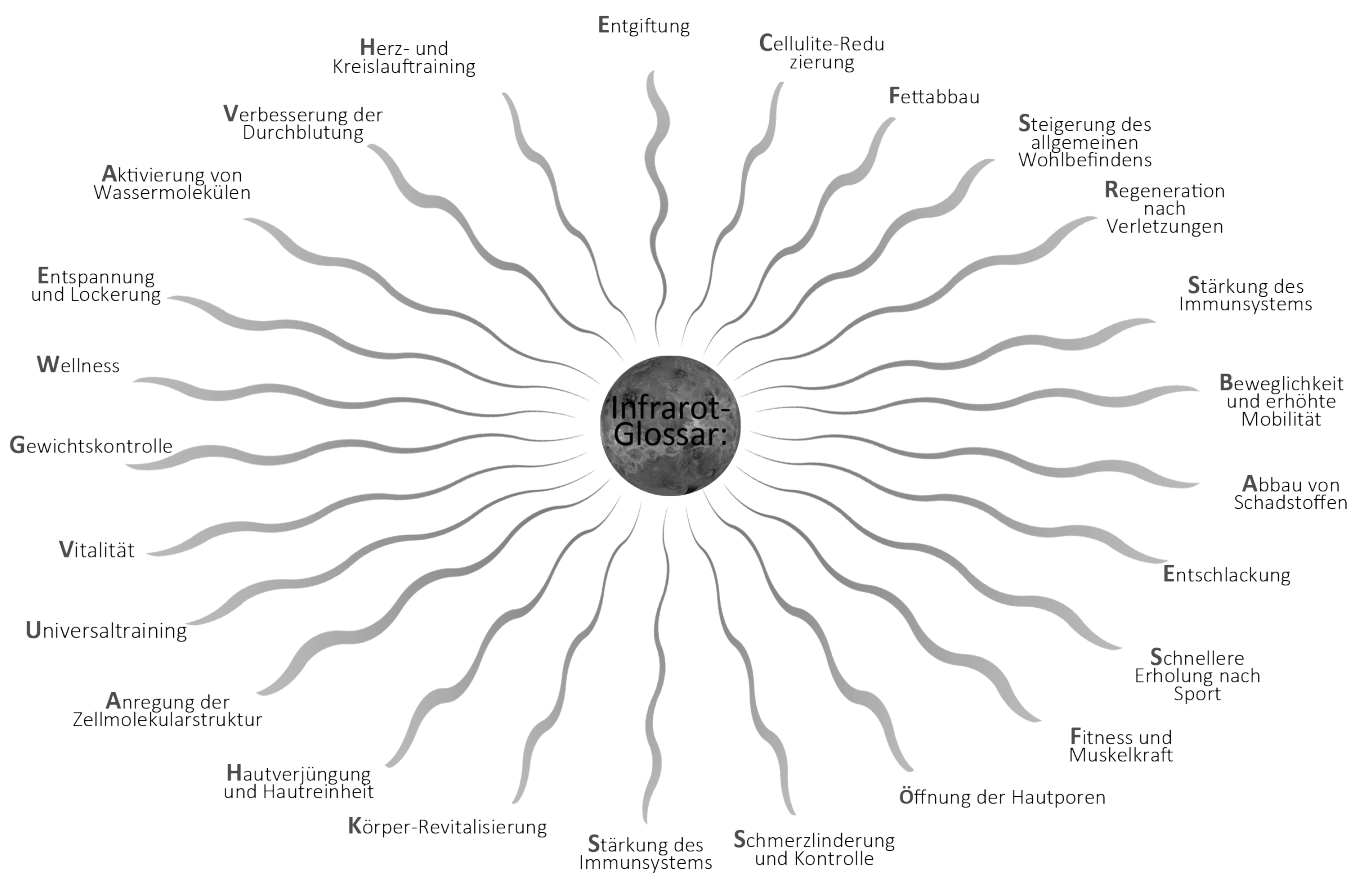 Infrarot-
Glossar:
Entgiftung
Cellulite-Redu
zierung
Fettabbau
Steigerung des
allgemeinen
Wohlbefindens
Regeneration
nach
Verletzungen
Stärkung des
Immunsystems
Beweglichkeit
und erhöhte
Mobilität
Abbau von
Schadstoffen
Entschlackung
Schnellere
Erholung nach
Sport
Fitness und
Muskelkraft
Öffnung der Hautporen
Schmerzlinderung
und Kontrolle
Stärkung des
Immunsystems
Körper-Revitalisierung
Hautverjüngung
und Hautreinheit
Anregung der
Zellmolekularstruktur
Universaltraining
Vitalität
Gewichtskontrolle
Wellness
Entspannung
und Lockerung
Aktivierung von
Wassermolekülen
Verbesserung der
Durchblutung
Herz- und
Kreislauftraining